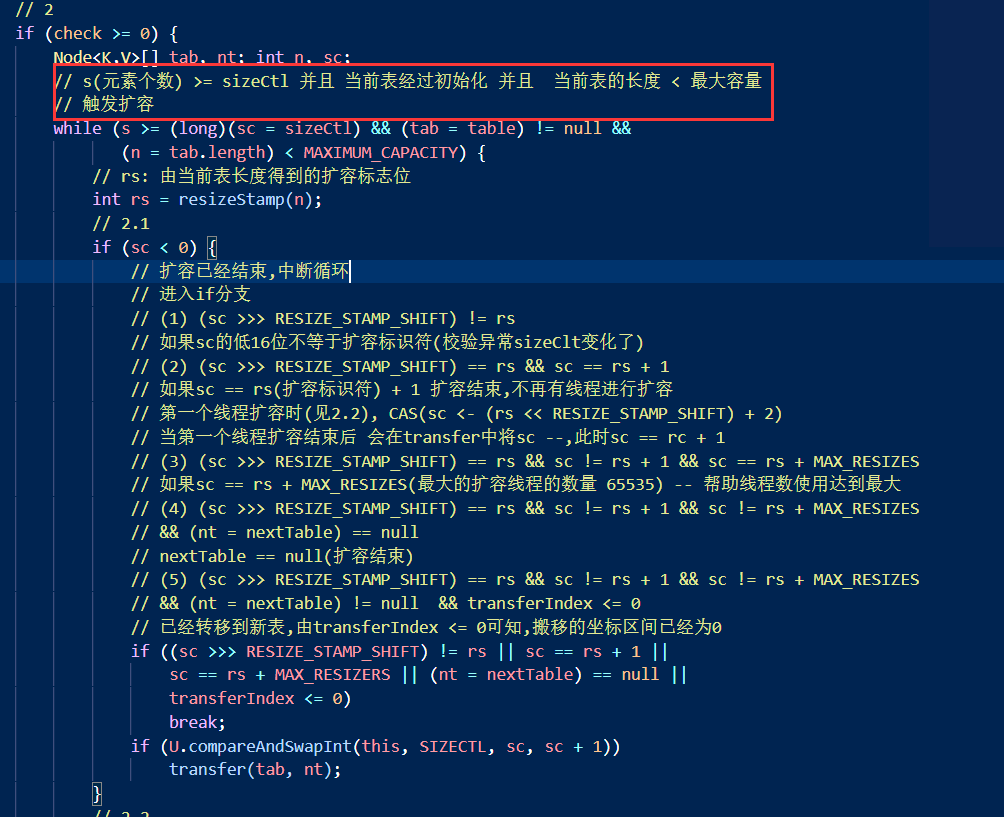 // 2
if (check >= 0) {
Node<K,V>[] tab, nt; int n, sc;
// s(元素个数) >= sizeCtl 并且 当前表经过初始化 并且  当前表的长度 < 最大容量
// 触发扩容
while (s >= (long)(sc = sizeCtl) && (tab = table) != null &&
(n = tab.length) < MAXIMUM_CAPACITY) {
// rs: 由当前表长度得到的扩容标志位
int rs = resizeStamp(n);
// 2.1
if (sc < 0) {
// 扩容已经结束,中断循环
// 进入if分支
// (1) (sc >>> RESIZE_STAMP_SHIFT) != rs
// 如果sc的低16位不等于扩容标识符(校验异常sizeClt变化了)
// (2) (sc >>> RESIZE_STAMP_SHIFT) == rs && sc == rs + 1
// 如果sc == rs(扩容标识符) + 1 扩容结束,不再有线程进行扩容
// 第一个线程扩容时(见2.2), CAS(sc <- (rs << RESIZE_STAMP_SHIFT) + 2)
// 当第一个线程扩容结束后 会在transfer中将sc --,此时sc == rc + 1
// (3) (sc >>> RESIZE_STAMP_SHIFT) == rs && sc != rs + 1 && sc == rs + MAX_RESIZES
// 如果sc == rs + MAX_RESIZES(最大的扩容线程的数量 65535) -- 帮助线程数使用达到最大
// (4) (sc >>> RESIZE_STAMP_SHIFT) == rs && sc != rs + 1 && sc != rs + MAX_RESIZES
// && (nt = nextTable) == null
// nextTable == null(扩容结束)
// (5) (sc >>> RESIZE_STAMP_SHIFT) == rs && sc != rs + 1 && sc != rs + MAX_RESIZES
// && (nt = nextTable) != null  && transferIndex <= 0
// 已经转移到新表,由transferIndex <= 0可知,搬移的坐标区间已经为0
if ((sc >>> RESIZE_STAMP_SHIFT) != rs || sc == rs + 1 ||
sc == rs + MAX_RESIZERS || (nt = nextTable) == null ||
transferIndex <= 0)
break;
if (U.compareAndSwapInt(this, SIZECTL, sc, sc + 1))
transfer(tab, nt);
}
// 2.2